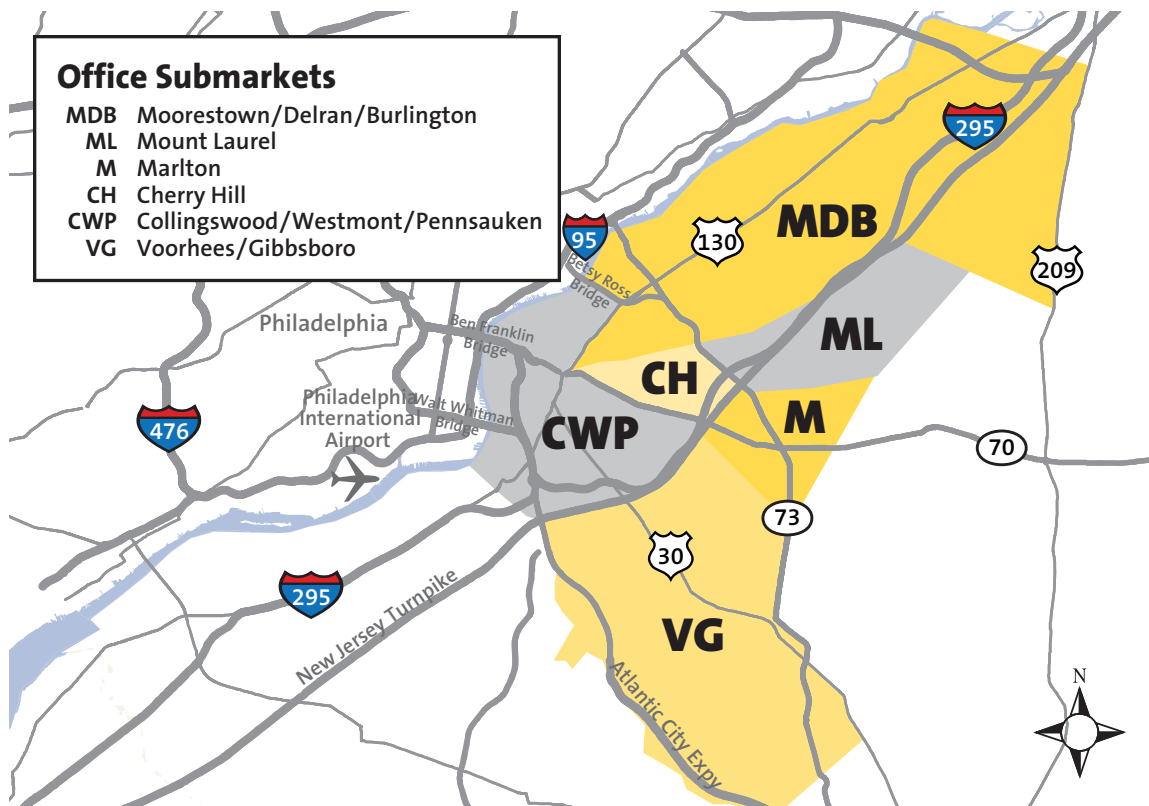 Office Submarkets
MDB Moorestown/Delran/Burlington
ML Mount Laurel
M Marlton
CH Cherry Hill
CWP Collingswood/Westmont/Pennsauken
VG Voorhees/Gibbsboro
295
MDB
95
130
209
Betsy Ross
Bridge
Philadelphia
Ben Franklin
Bridge
ML
CH
Philadelphia
International
Airport
Walt Whitman
Bridge
M
CWP
476
70
73
30
295
New Jersey Turnpike
VG
Atlantic City Expy
N